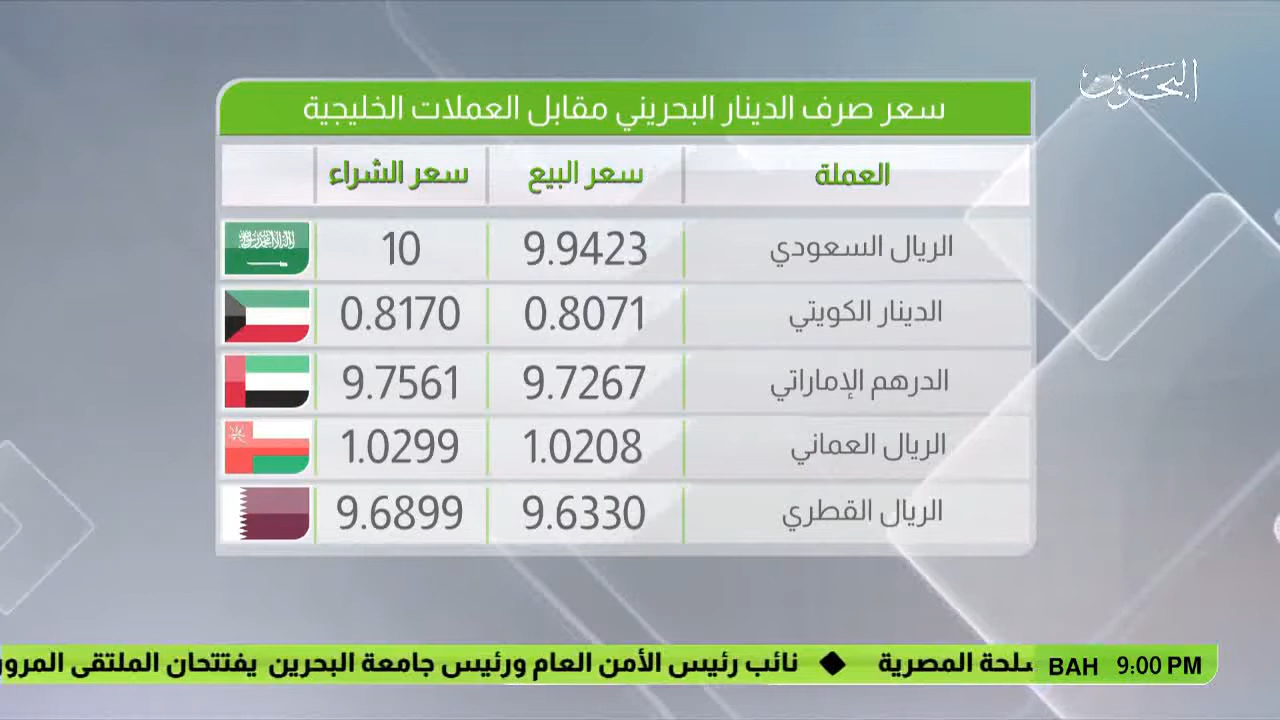 البحرين
سعر صرف الدينار البحريني مقابل العملات الخليجية
العملة سعر البيع سعر الشراء
الريال السعودي 9.9423 10
الدينار الكويتي 0.8071 0.8170
الدرهم الإماراتي 9.7267 9.7561
الريال العماني 1.0208 1.0299
الريال القطري 9.6330 9.6899
BAH 9:00 PM
المصرية ◆ نائب رئيس الأمن العام ورئيس جامعة البحرين يفتتحان الملتقى